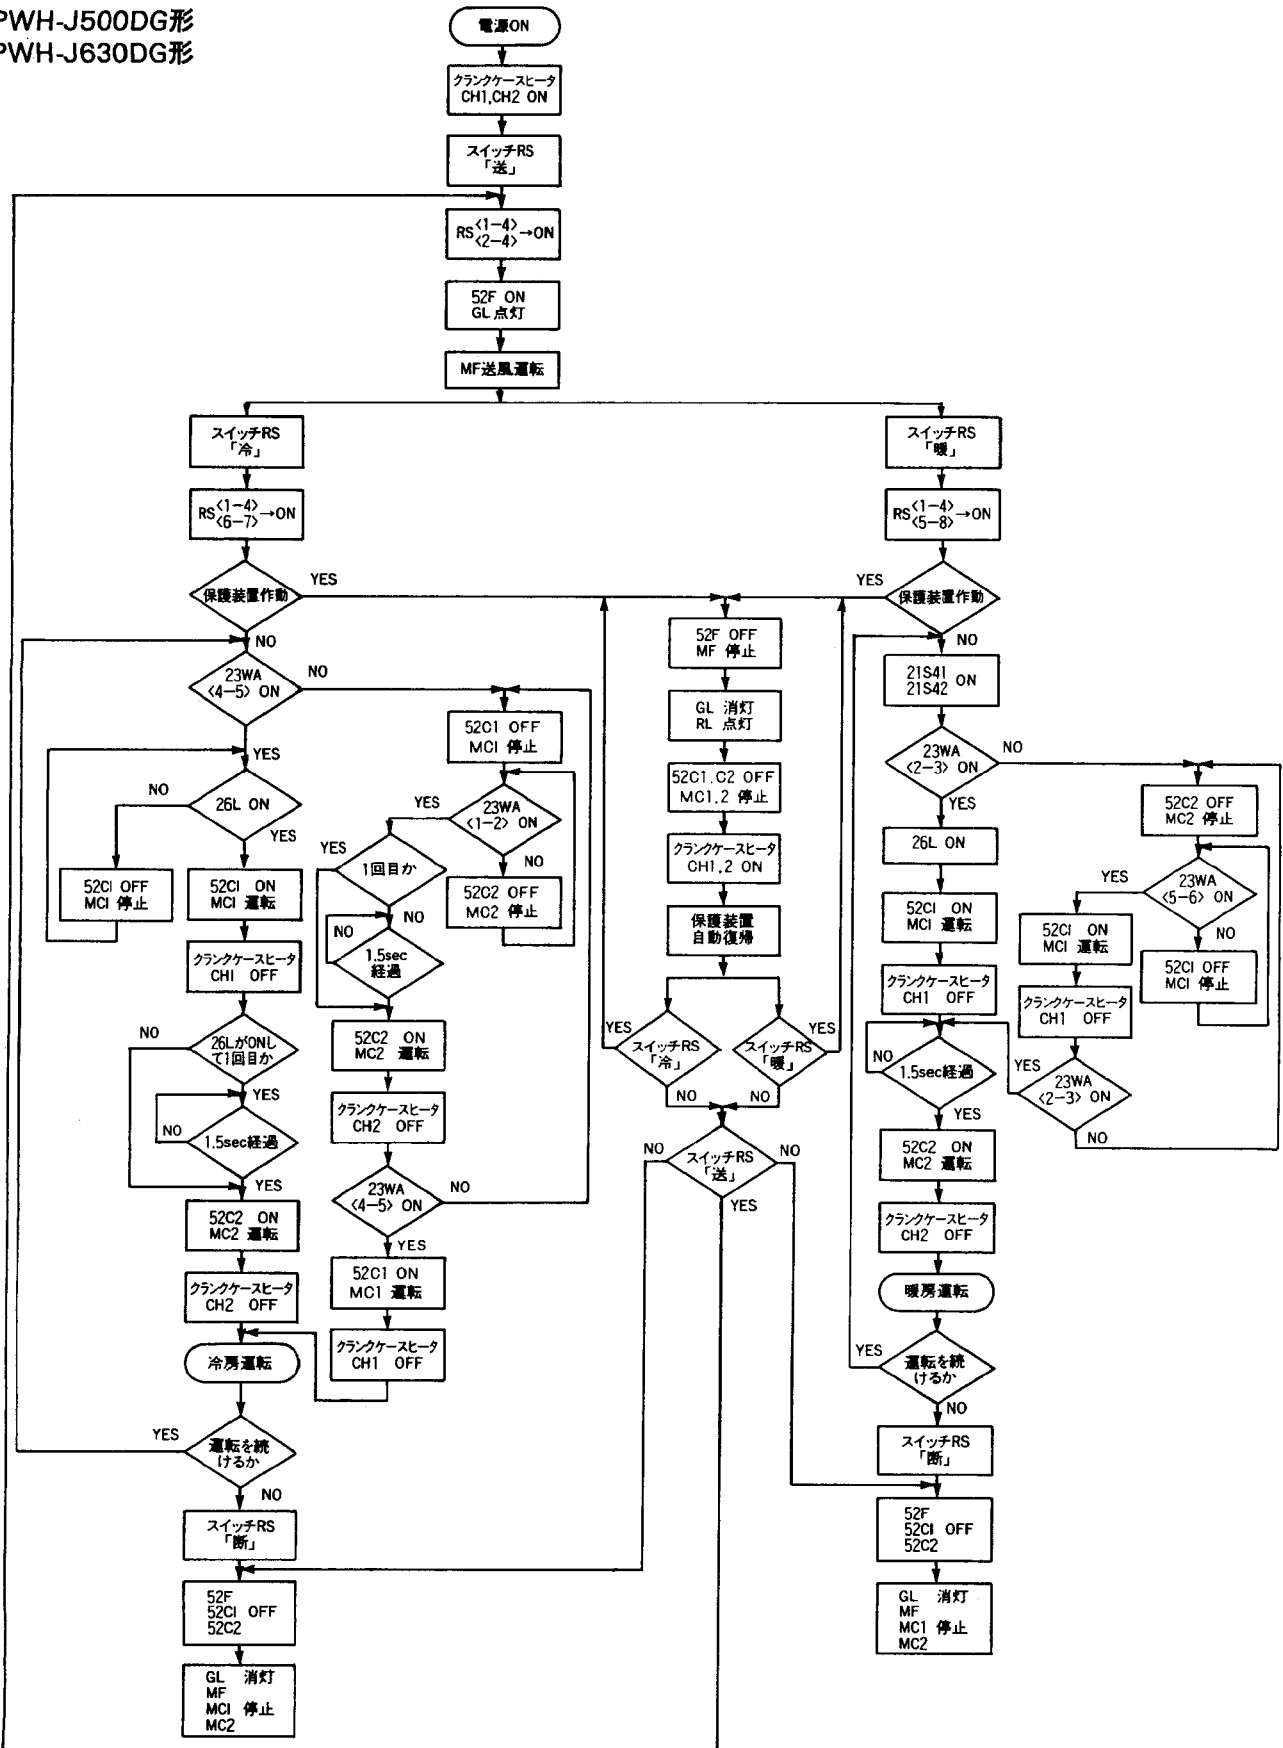 PWH-J500DG形
PWH-J630DG形
電源ON
クランクケースヒータ
CH1,CH2 ON
スイッチRS
「送」
RS<1-4>
<2-4>→ON
52F ON
GL 点灯
MF送風運転
スイッチRS
「冷」
RS<1-4>
<6-7>→ON
保護装置作動
YES
NO
23WA
<4-5> ON
NO
YES
26L ON
NO
YES
52C1 OFF
MC1 停止
52C1 ON
MC1 運転
クランクケースヒータ
CH1 OFF
26LがONし
て1回目か
NO
YES
1.5sec経過
NO
YES
52C2 ON
MC2 運転
クランクケースヒータ
CH2 OFF
冷房運転
運転を続
けるか
YES
NO
スイッチRS
「断」
52F
52C1 OFF
52C2
GL 消灯
MF
MC1 停止
MC2
52C1 OFF
MC1 停止
23WA
<1-2> ON
YES
NO
52C2 OFF
MC2 停止
1回目か
YES
NO
1.5sec
経過
NO
52C2 ON
MC2 運転
クランクケースヒータ
CH2 OFF
23WA
<4-5> ON
NO
YES
52C1 ON
MC1 運転
クランクケースヒータ
CH1 OFF
52F OFF
MF 停止
GL 消灯
RL 点灯
52C1.C2 OFF
MC1,2 停止
クランクケースヒータ
CH1,2 ON
保護装置
自動復帰
スイッチRS
「冷」
YES
NO
スイッチRS
「暖」
YES
NO
スイッチRS
「送」
NO
NO
YES
スイッチRS
「暖」
RS<1-4>
<5-8>→ON
保護装置作動
YES
NO
21S41
21S42 ON
23WA
<2-3> ON
NO
YES
26L ON
52C1 ON
MC1 運転
クランクケースヒータ
CH1 OFF
1.5sec経過
NO
YES
52C2 ON
MC2 運転
クランクケースヒータ
CH2 OFF
暖房運転
運転を続
けるか
YES
NO
スイッチRS
「断」
52F
52C1 OFF
52C2
GL 消灯
MF
MC1 停止
MC2
52C2 OFF
MC2 停止
23WA
<5-6> ON
YES
NO
52C1 OFF
MC1 停止
52C1 ON
MC1 運転
クランクケースヒータ
CH1 OFF
23WA
<2-3> ON
YES
NO